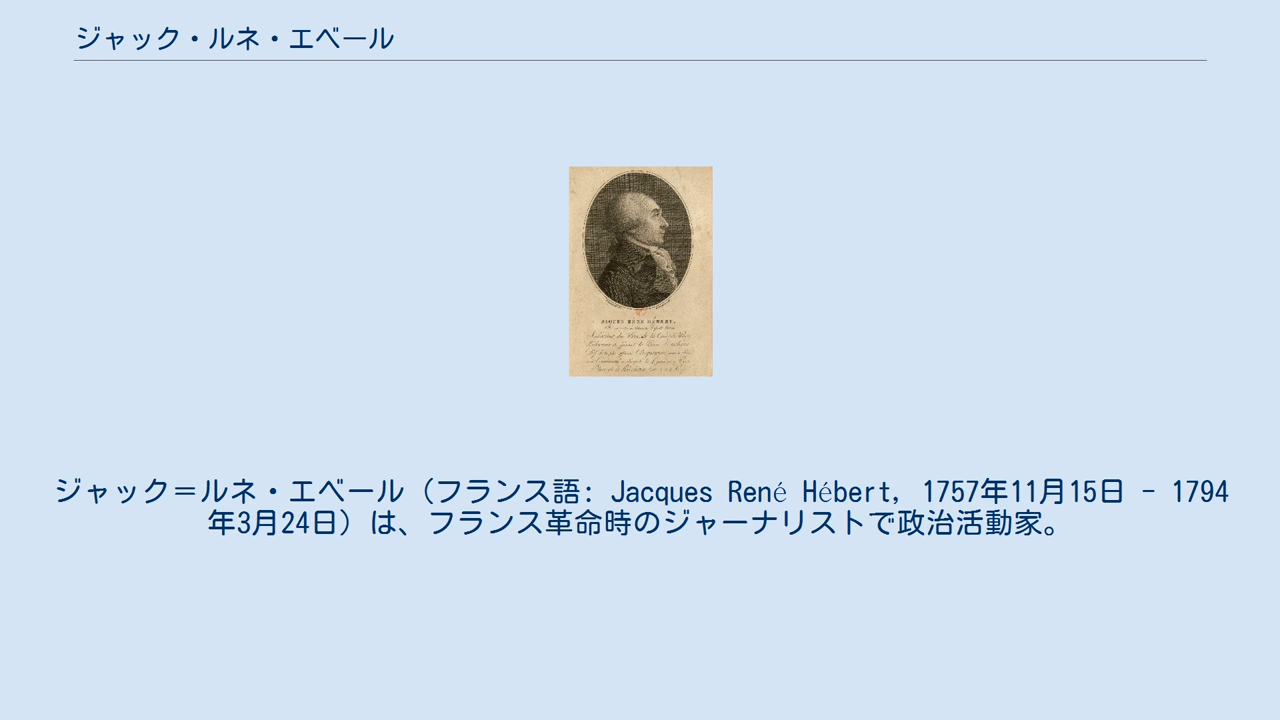 ジャック・ルネ・エベール
JACQUES RENE HEBERT,
ジャック＝ルネ・エベール（フランス語: Jacques René Hébert, 1757年11月15日 - 1794
年3月24日）は、フランス革命時のジャーナリストで政治活動家。